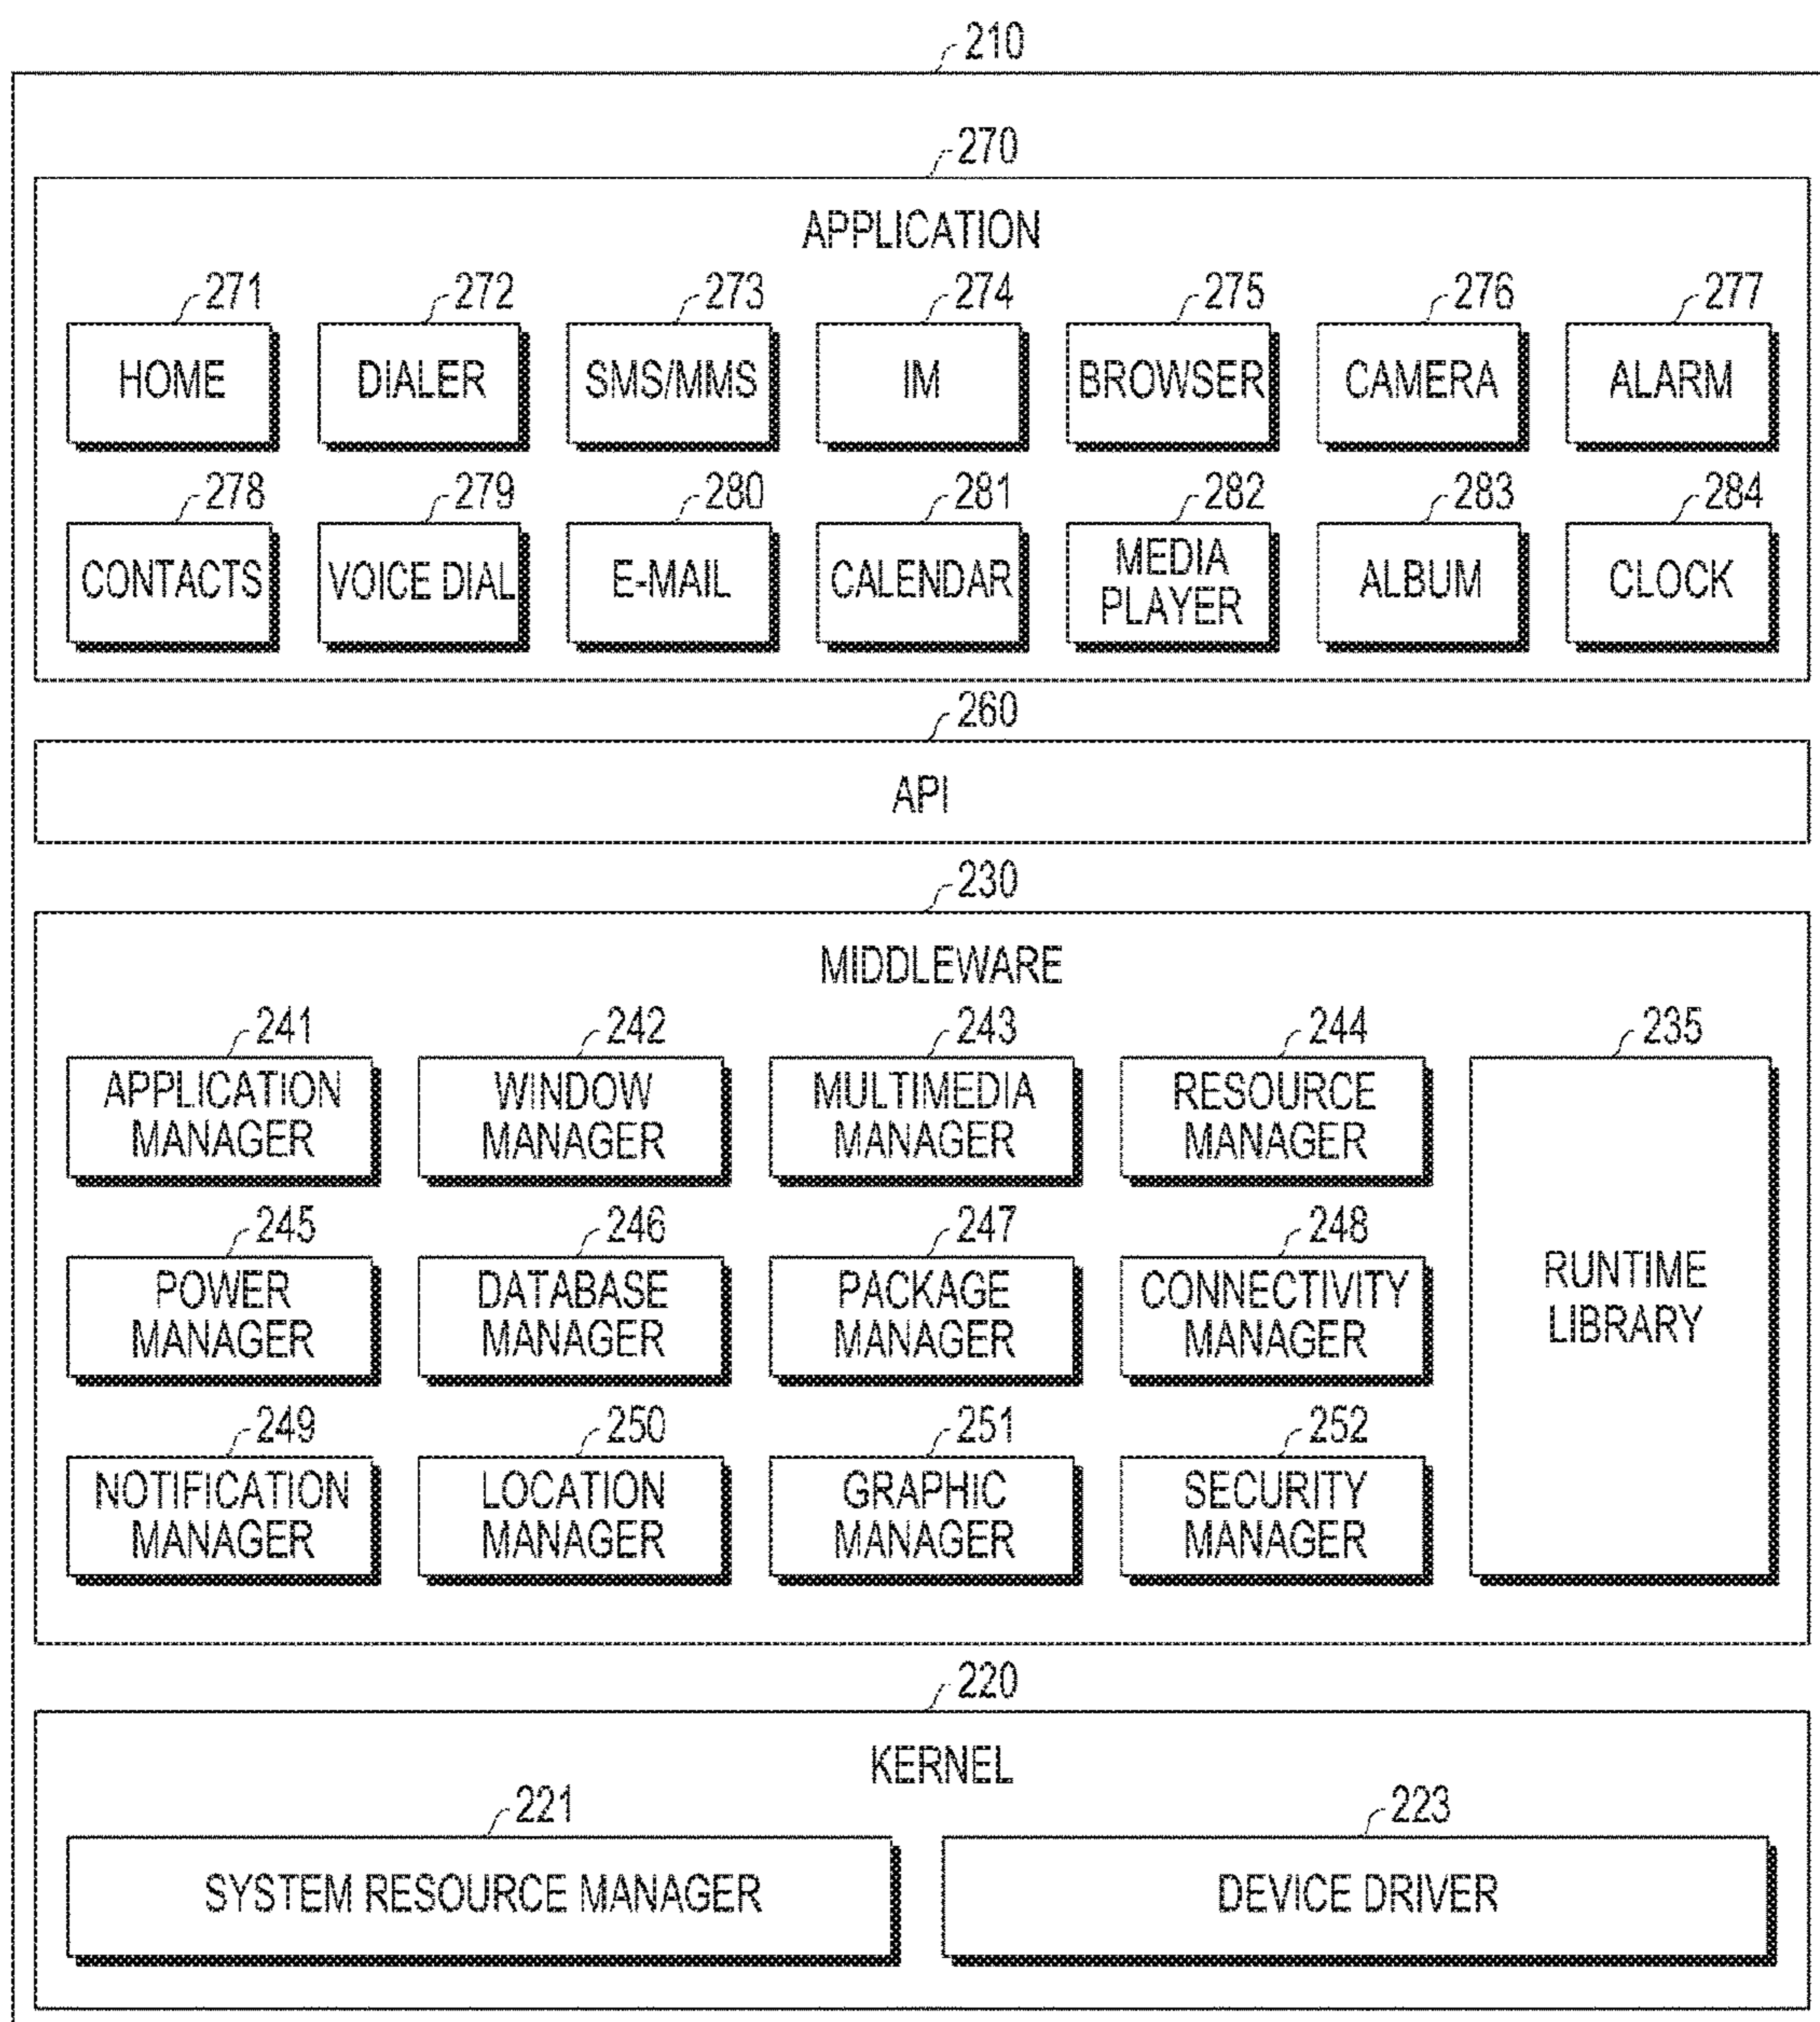 210
270
APPLICATION
271 272 273 274 275 276 277
HOME DIALER SMS/MMS IM BROWSER CAMERA ALARM
278 279 280 281 282 283 284
CONTACTS VOICE DIAL E-MAIL CALENDAR MEDIA PLAYER ALBUM CLOCK
260
API
230
MIDDLEWARE
241 242 243 244 235
APPLICATION MANAGER WINDOW MANAGER MULTIMEDIA MANAGER RESOURCE MANAGER
245 246 247 248
POWER MANAGER DATABASE MANAGER PACKAGE MANAGER CONNECTIVITY MANAGER RUNTIME LIBRARY
249 250 251 252
NOTIFICATION MANAGER LOCATION MANAGER GRAPHIC MANAGER SECURITY MANAGER
220
KERNEL
221 223
SYSTEM RESOURCE MANAGER DEVICE DRIVER